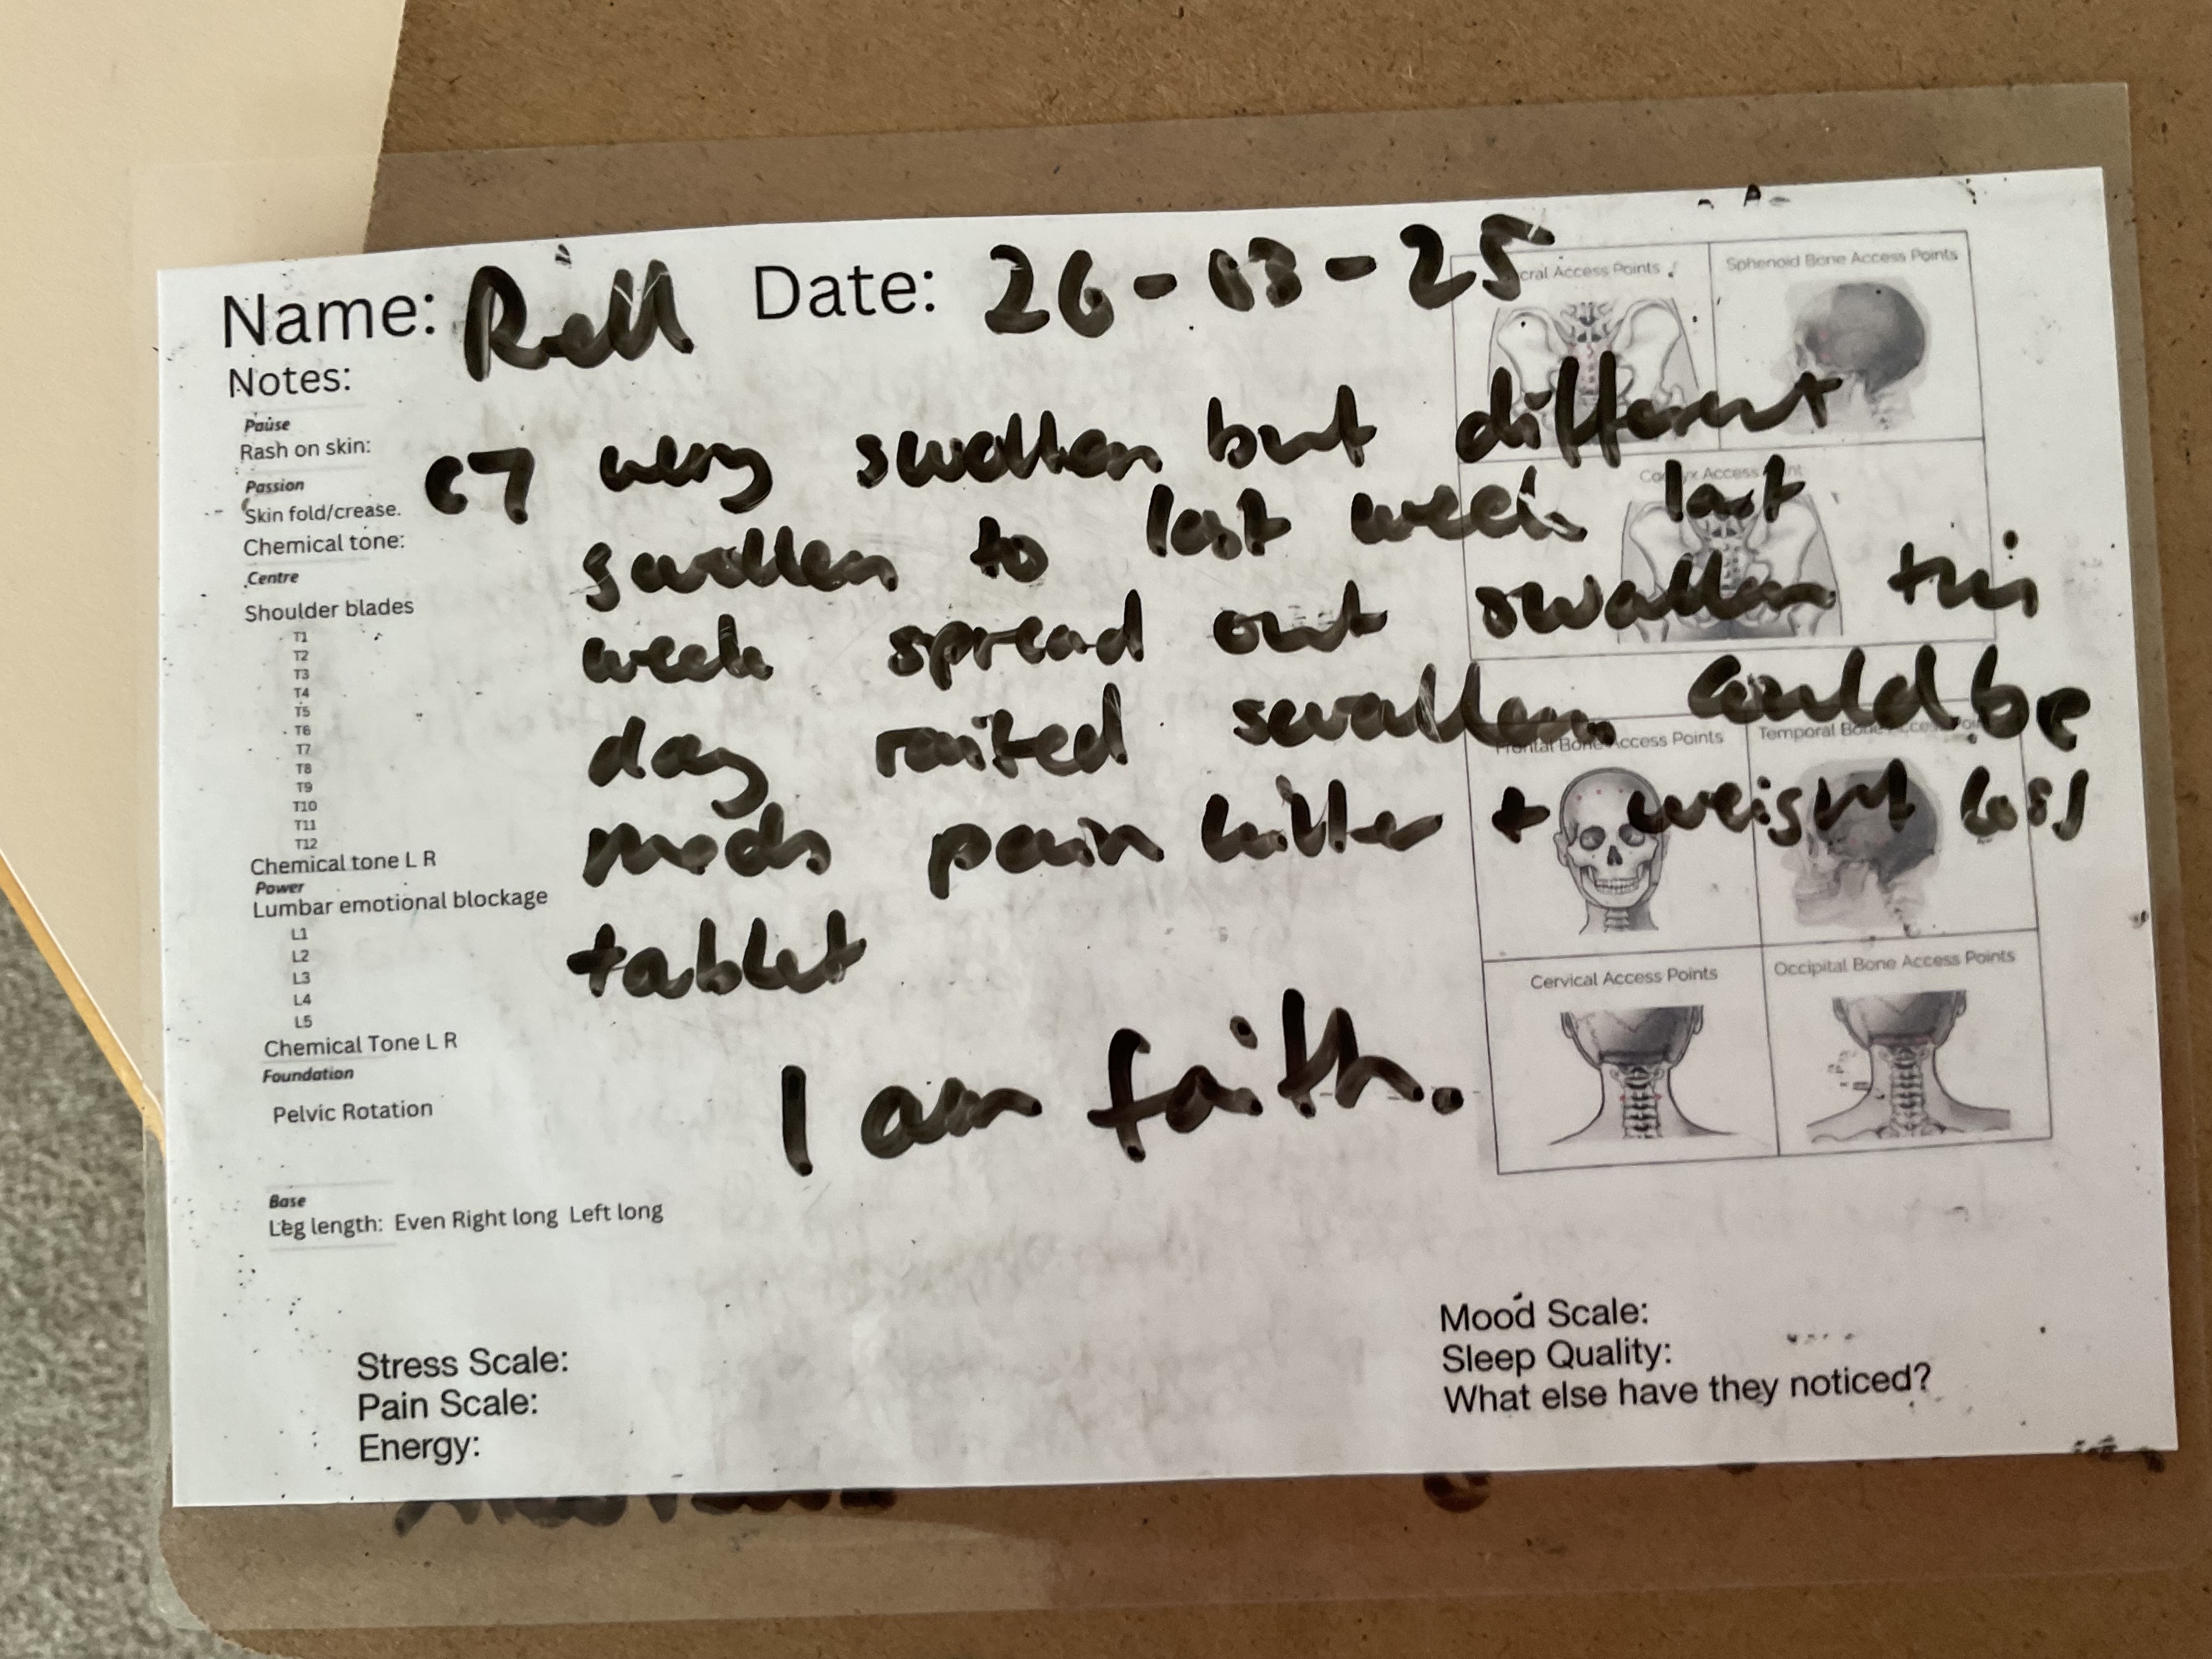 Name: Rell Date: 26-03-25
Notes:
Pause
Rash on skin:
Passion
Skin fold/crease.
Chemical tone:
Centre
Shoulder blades
T1
T2
T3
T4
T5
T6
T7
T8
T9
T10
T11
T12
Chemical tone L R
Power
Lumbar emotional blockage
L1
L2
L3
L4
L5
Chemical Tone L R
Foundation
Pelvic Rotation
Base
Leg length: Even Right long Left long
C7 very swollen but different
swollen to last week last
week spread out swollen this
day raised swollen could be
meds pain killer + weight loss
tablet
I am faith.
Access Points
Sphenoid Bone Access Points
Access
Frontal Bone Access Points
Temporal Bone
Cervical Access Points
Occipital Bone Access Points
Stress Scale:
Pain Scale:
Energy:
Mood Scale:
Sleep Quality:
What else have they noticed?